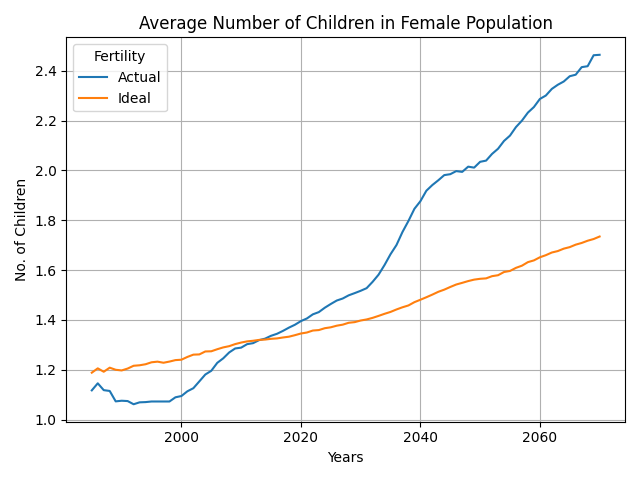 Average Number of Children in Female Population
Fertility
Actual
Ideal
No. of Children
2.4
2.2
2.0
1.8
1.6
1.4
1.2
1.0
2000 2020 2040 2060
Years